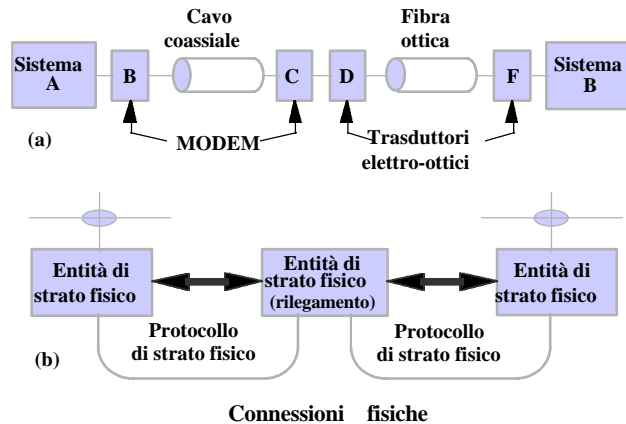 Cavo
coassiale
Fibra
ottica
Sistema
A
B
C
D
F
Sistema
B
MODEM
Trasduttori
elettro-ottici
(a)
Entità di
strato fisico
Entità di
strato fisico
(rilegamento)
Entità di
strato fisico
Protocollo
di strato fisico
Protocollo
di strato fisico
(b)
Connessioni fisiche